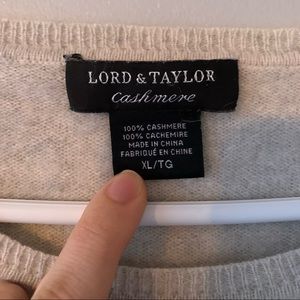 LORD & TAYLOR
Cashmere
100% CASHMERE
100% CACHEMIRE
MADE IN CHINA
FABRIQUÉ EN CHINE
XL/TG